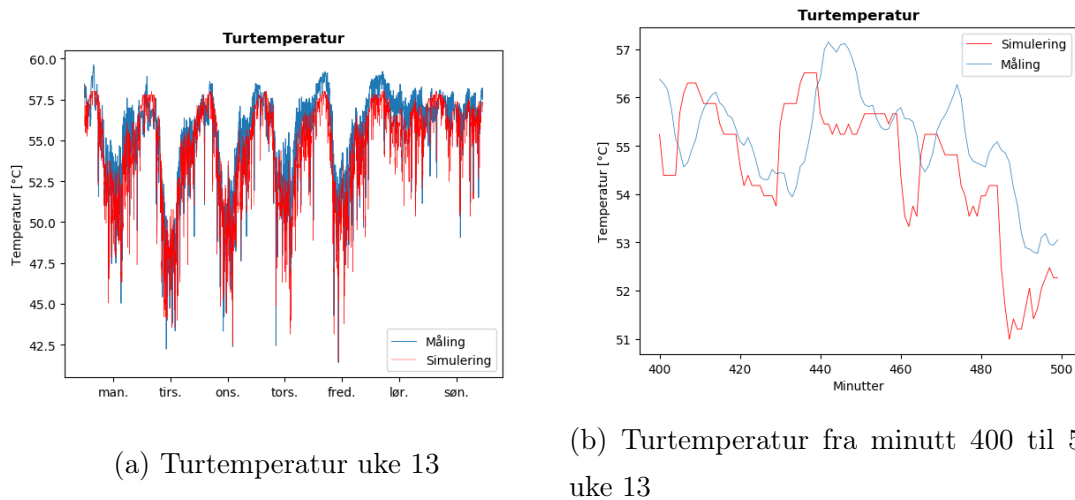 Turtemperatur
60.0
57.5
55.0
52.5
50.0
47.5
45.0
42.5
Temperatur [°C]
Måling
Simulering
man. tirs. ons. tors. fred. lør. søn.
(a) Turtemperatur uke 13
Turtemperatur
57
56
55
54
53
52
51
Temperatur [°C]
Simulering
Måling
400 420 440 460 480 500
Minutter
(b) Turtemperatur fra minutt 400 til 5
uke 13